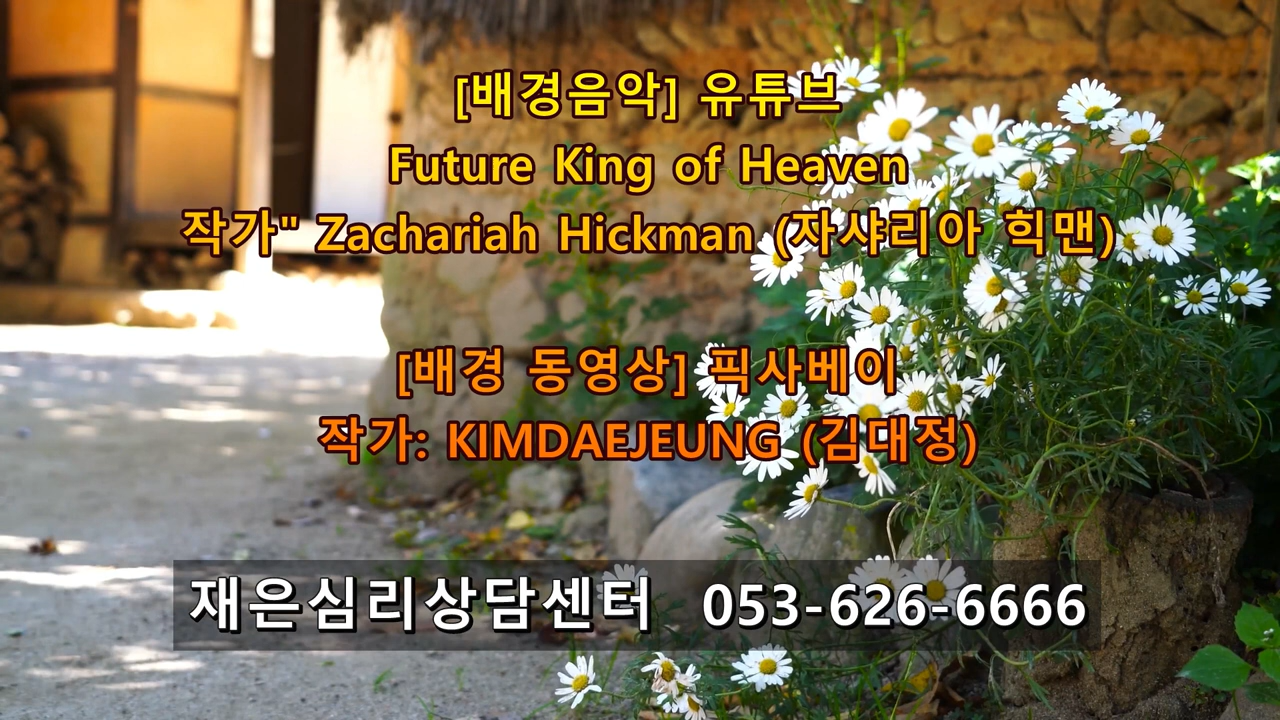 [배경음악] 유튜브
Future King of Heaven
작가" Zachariah Hickman (자샤리아 힉맨)
[배경 동영상] 픽사베이
작가: KIMDAEJEUNG (김대정)
재은심리상담센터 053-626-6666